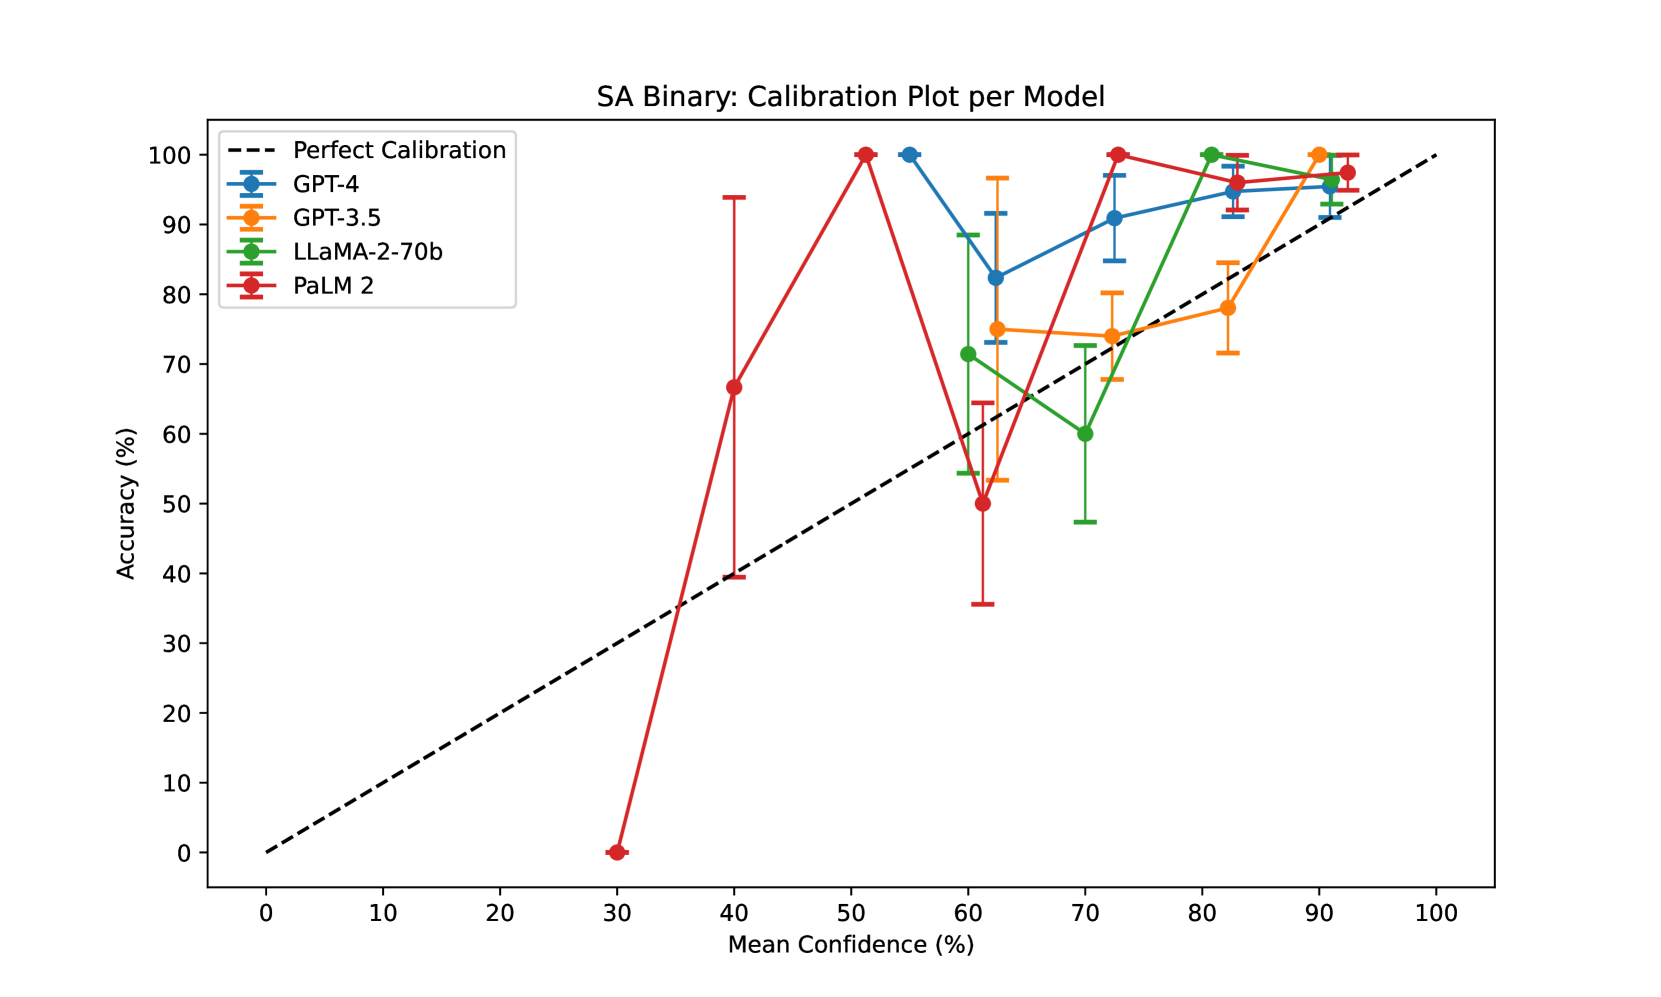 SA Binary: Calibration Plot per Model
Perfect Calibration
GPT-4
GPT-3.5
LLaMA-2-70b
PaLM 2
100
90
80
70
60
50
40
30
20
10
0
Accuracy (%)
0 10 20 30 40 50 60 70 80 90 100
Mean Confidence (%)